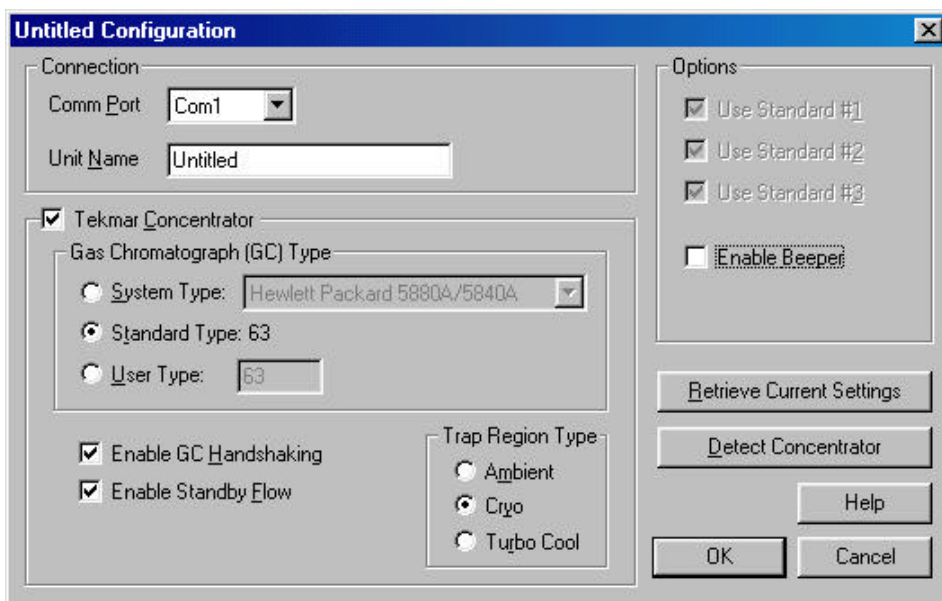 Untitled Configuration
Connection
Comm Port
Com1
Unit Name
Untitled
Tekmar Concentrator
Gas Chromatograph (GC) Type
System Type:
Hewlett Packard 5880A/5840A
Standard Type: 63
User Type:
63
Enable GC Handshaking
Enable Standby Flow
Trap Region Type
Ambient
Cryo
Turbo Cool
Options
Use Standard #1
Use Standard #2
Use Standard #3
Enable Beeper
Retrieve Current Settings
Detect Concentrator
Help
OK
Cancel